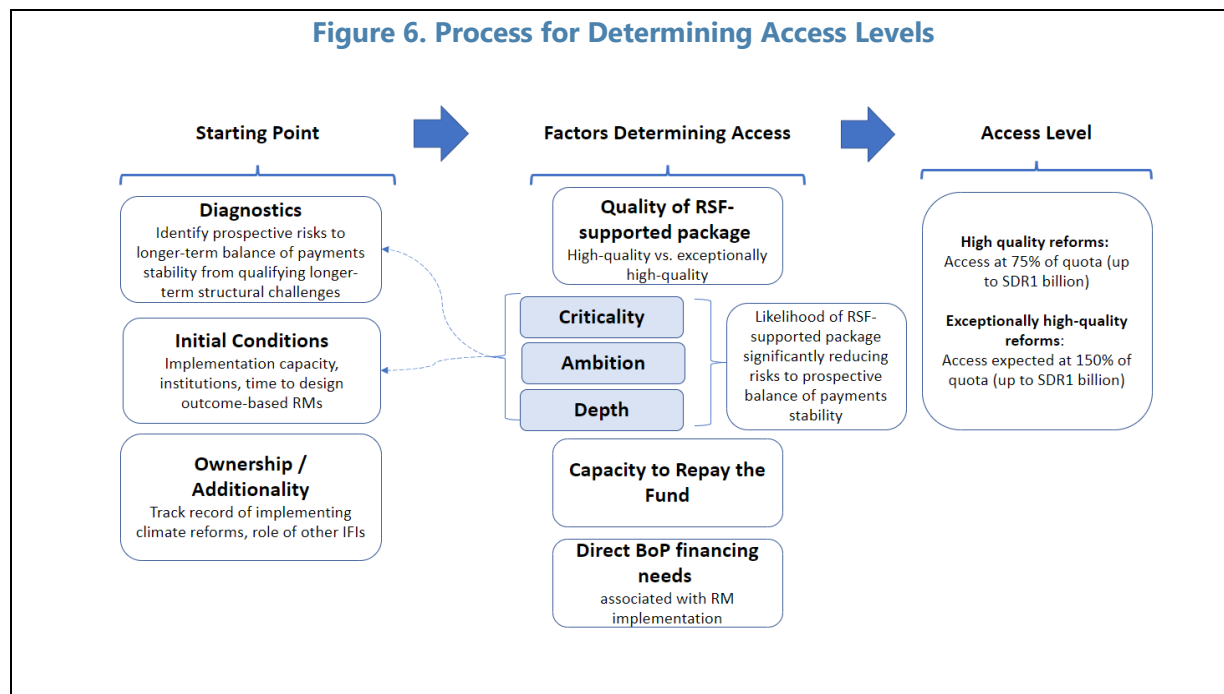 Figure 6. Process for Determining Access Levels
Starting Point
Factors Determining Access
Access Level
Diagnostics
Identify prospective risks to
longer-term balance of payments
stability from qualifying longer-
term structural challenges
Initial Conditions
Implementation capacity,
institutions, time to design
outcome-based RMs
Ownership /
Additionality
Track record of implementing
climate reforms, role of other IFIs
Quality of RSF-
supported package
High-quality vs. exceptionally
high-quality
Criticality
Ambition
Depth
Likelihood of RSF-
supported package
significantly reducing
risks to prospective
balance of payments
stability
Capacity to Repay the
Fund
Direct BoP financing
needs
associated with RM
implementation
High quality reforms:
Access at 75% of quota (up
to SDR1 billion)
Exceptionally high-quality
reforms:
Access expected at 150% of
quota (up to SDR1 billion)